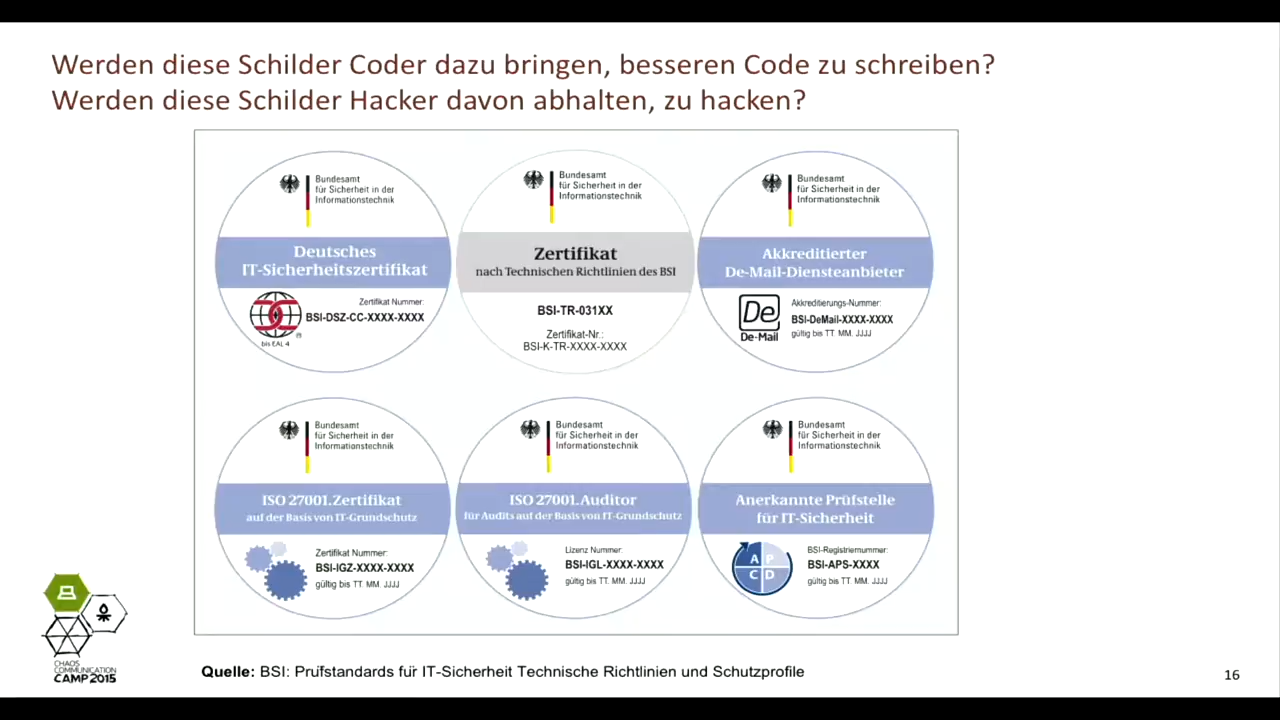 Werden diese Schilder Coder dazu bringen, besseren Code zu schreiben?
Werden diese Schilder Hacker davon abhalten, zu hacken?
Bundesamt
für Sicherheit in der
Informationstechnik
Deutsches
IT-Sicherheitszertifikat
Zertifikat Nummer:
BSI-DSZ-CC-XXXX-XXXX
®
bis EAL 4
Bundesamt
für Sicherheit in der
Informationstechnik
Zertifikat
nach Technischen Richtlinien des BSI
BSI-TR-031XX
Zertifikat-Nr.:
BSI-K-TR-XXXX-XXXX
Bundesamt
für Sicherheit in der
Informationstechnik
Akkreditierter
De-Mail-Diensteanbieter
De
De-Mail
Akkreditierungs-Nummer:
BSI-DeMail-XXXX-XXXX
gültig bis TT. MM. JJJJ
Bundesamt
für Sicherheit in der
Informationstechnik
ISO 27001.Zertifikat
auf der Basis von IT-Grundschutz
Zertifikat Nummer:
BSI-IGZ-XXXX-XXXX
gültig bis TT. MM. JJJJ
Bundesamt
für Sicherheit in der
Informationstechnik
ISO 27001.Auditor
für Audits auf der Basis von IT-Grundschutz
Lizenz Nummer:
BSI-IGL-XXXX-XXXX
gültig bis TT. MM. JJJJ
Bundesamt
für Sicherheit in der
Informationstechnik
Anerkannte Prüfstelle
für IT-Sicherheit
A P
C D
BSI-Registriernummer:
BSI-APS-XXXX
gültig bis TT. MM. JJJJ
CHAOS
COMMUNICATION
CAMP 2015
Quelle: BSI: Prüfstandards für IT-Sicherheit Technische Richtlinien und Schutzprofile
16